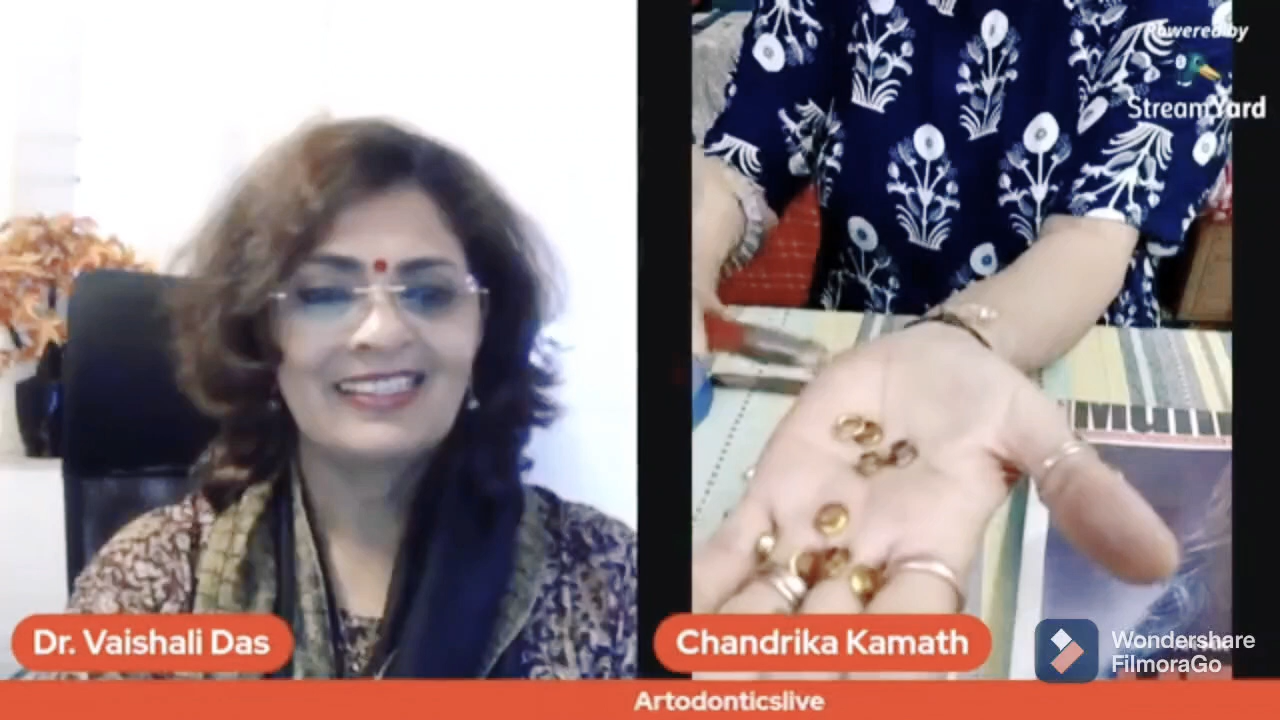 Powered by
StreamYard
Dr. Vaishali Das
Chandrika Kamath
Wondershare
FilmoraGo
Artodonticslive